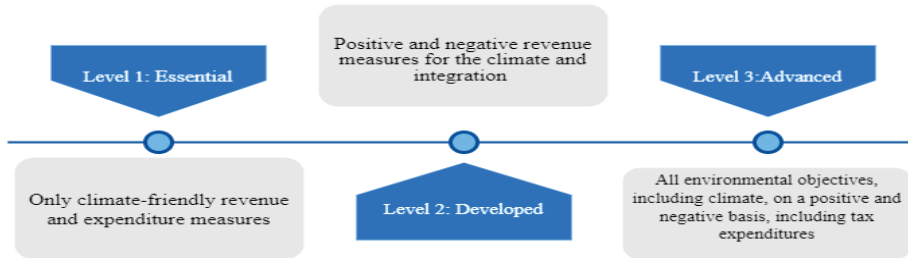 Level 1: Essential
Only climate-friendly revenue
and expenditure measures
Positive and negative revenue
measures for the climate and
integration
Level 2: Developed
Level 3:Advanced
All environmental objectives,
including climate, on a positive and
negative basis, including tax
expenditures